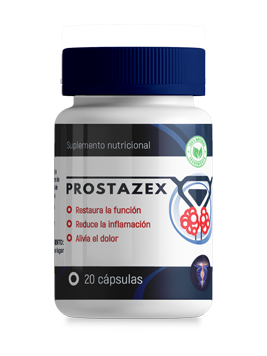 Suplemento nutricional
PROSTAZEX
Restaura la función
Reduce la inflamación
Alivia el dolor
20 cápsulas